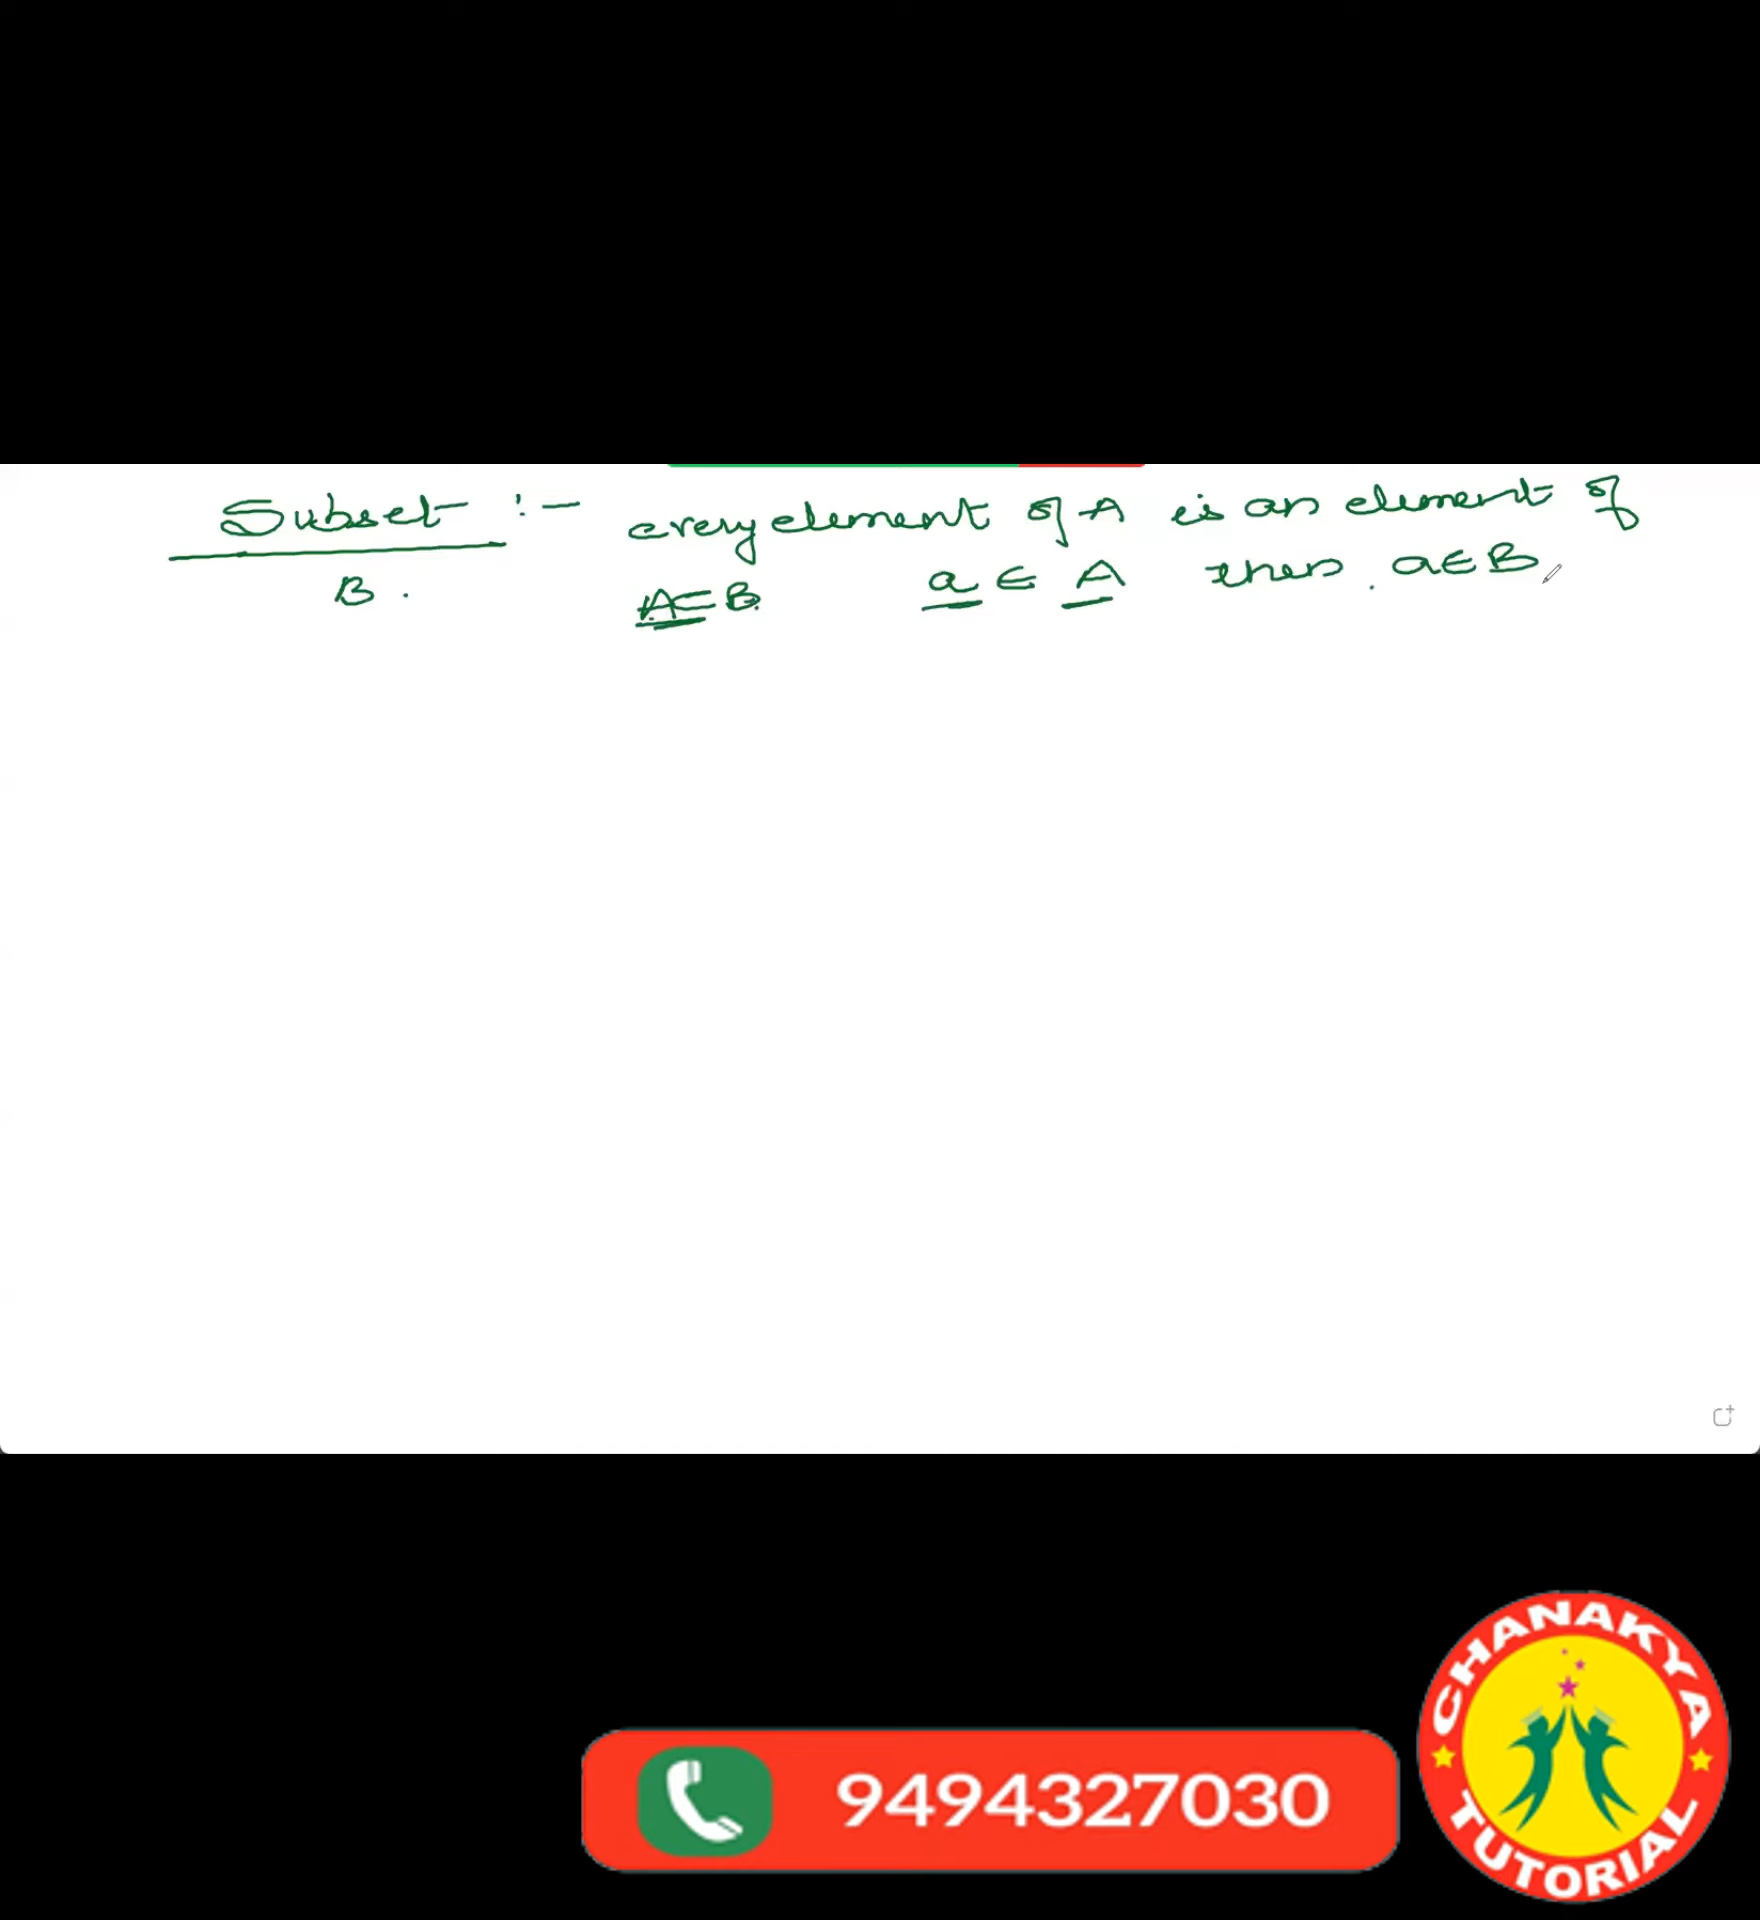 Subset :- every element of A is an element of
B. A⊆B a ∈ A then. a∈B
9494327030
CHANAKYA
TUTORIAL